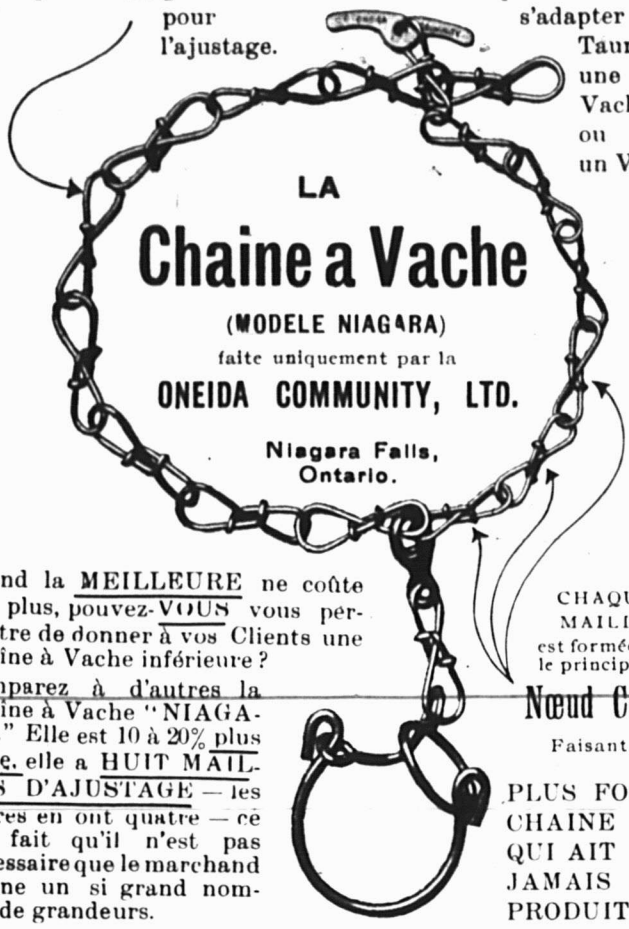 pour
l'ajustage.
s'adapter
Taur
une
Vach
ou
un V
ONEIDA COMMUNITY
LA
Chaine a Vache
(MODELE NIAGARA)
faite uniquement par la
ONEIDA COMMUNITY, LTD.
Niagara Falls,
Ontario.
nd la MEILLEURE ne coûte
plus, pouvez-VOUS vous per-
tre de donner à vos Clients une
îne à Vache inférieure?
nparez à d'autres la
îne à Vache "NIAGA-
" Elle est 10 à 20% plus
e, elle a HUIT MAIL-
S D'AJUSTAGE — les
res en ont quatre — ce
fait qu'il n'est pas
essaire que le marchand
ne un si grand nom-
de grandeurs.
CHAQU
MAILL
est formée
le princip
Nœud C
Faisant
PLUS FO
CHAINE
QUI AIT
JAMAIS
PRODUIT